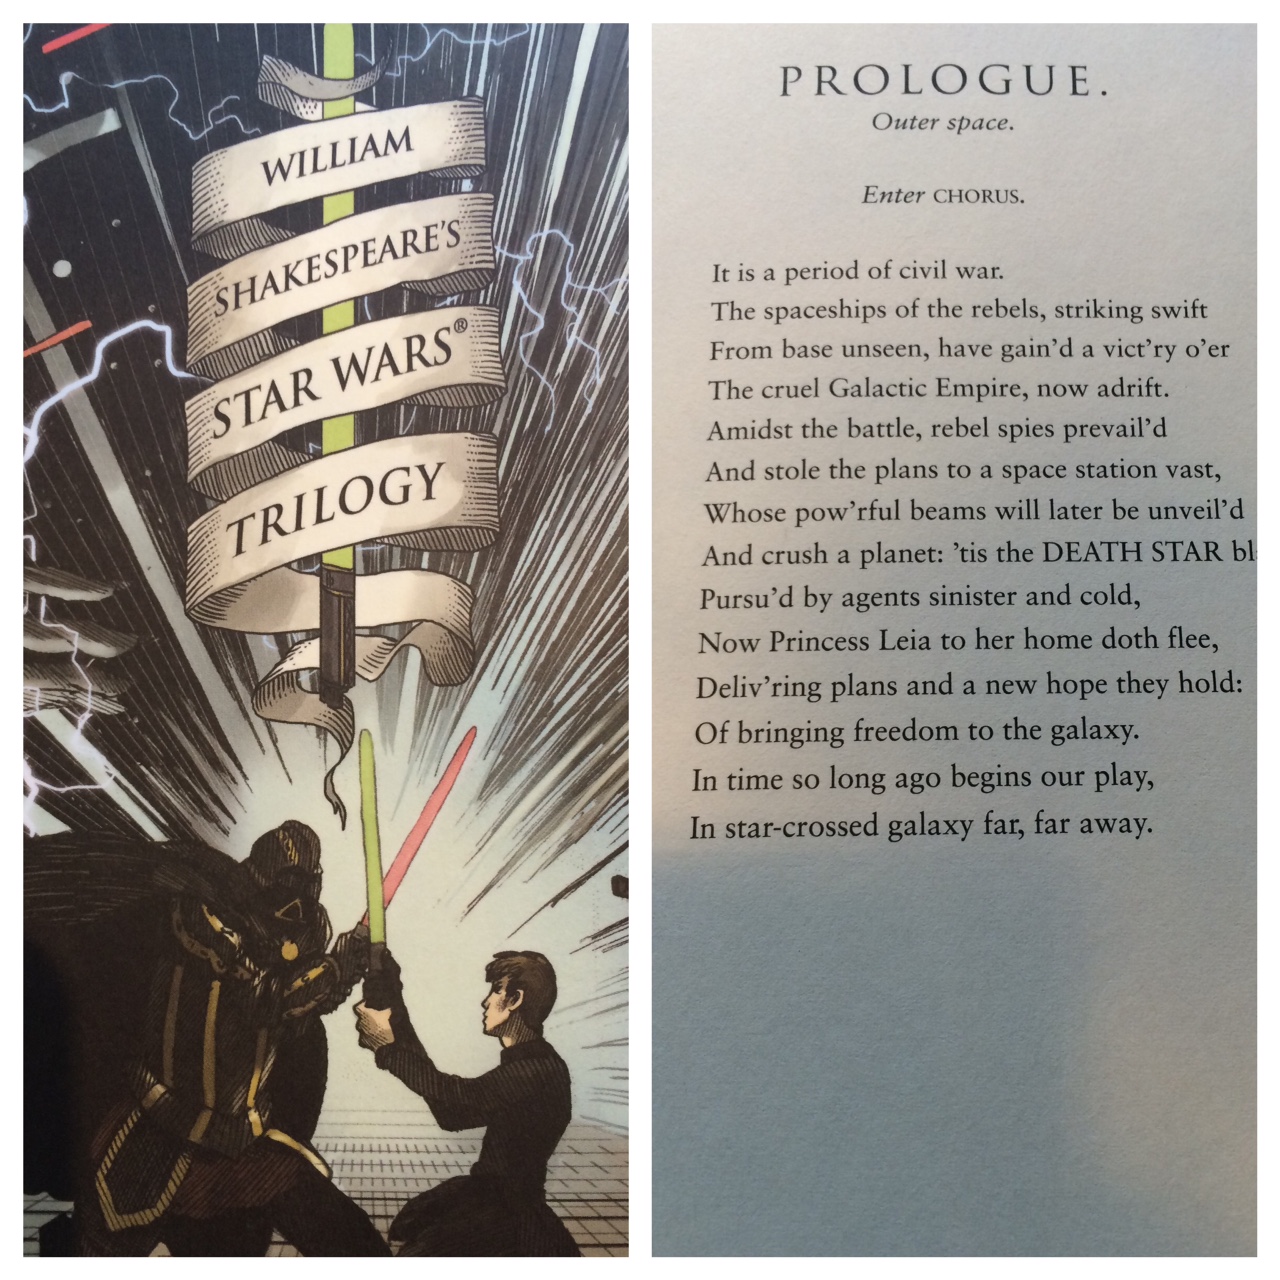 WILLIAM
SHAKESPEARE'S
STAR WARS®
TRILOGY
PROLOGUE.
Outer space.
Enter CHORUS.
It is a period of civil war.
The spaceships of the rebels, striking swift
From base unseen, have gain'd a vict'ry o'er
The cruel Galactic Empire, now adrift.
Amidst the battle, rebel spies prevail'd
And stole the plans to a space station vast,
Whose pow'rful beams will later be unveil'd
And crush a planet: 'tis the DEATH STAR
Pursu'd by agents sinister and cold,
Now Princess Leia to her home doth flee,
Deliv'ring plans and a new hope they hold:
Of bringing freedom to the galaxy.
In time so long ago begins our play,
In star-crossed galaxy far, far away.